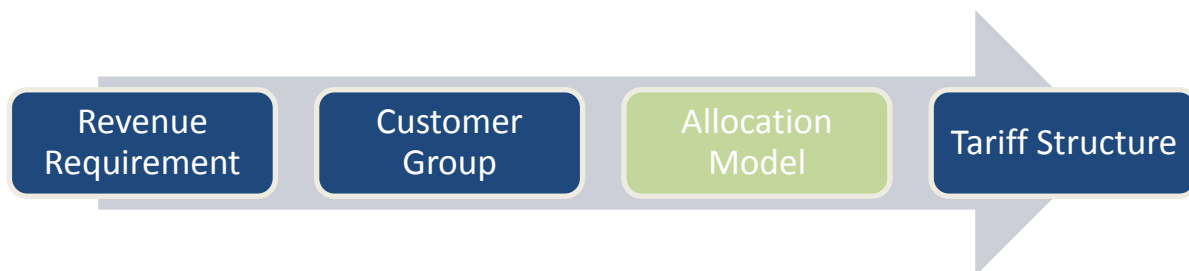 Revenue
Requirement
Customer
Group
Allocation
Model
Tariff Structure